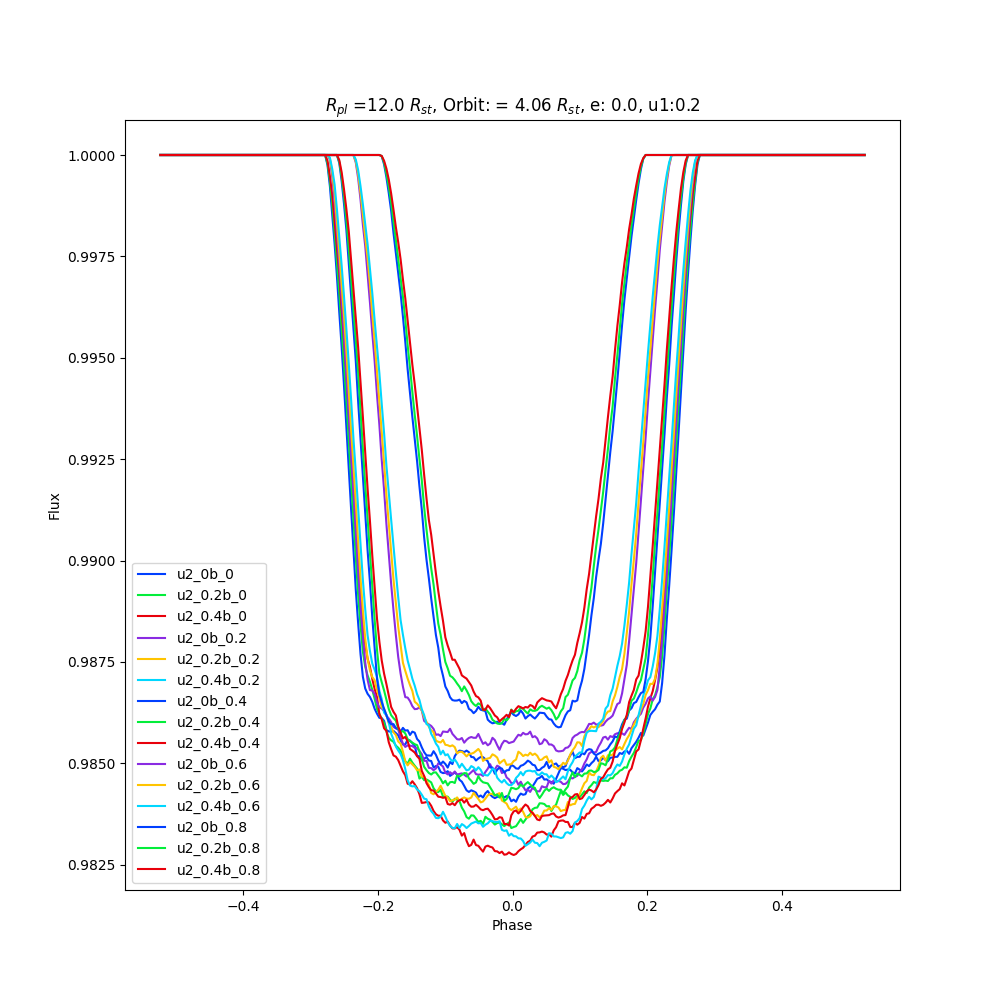 R_pl =12.0 R_st, Orbit: = 4.06 R_st, e: 0.0, u1:0.2
1.0000
0.9975
0.9950
0.9925
0.9900
0.9875
0.9850
0.9825
Flux
u2_0b_0
u2_0.2b_0
u2_0.4b_0
u2_0b_0.2
u2_0.2b_0.2
u2_0.4b_0.2
u2_0b_0.4
u2_0.2b_0.4
u2_0.4b_0.4
u2_0b_0.6
u2_0.2b_0.6
u2_0.4b_0.6
u2_0b_0.8
u2_0.2b_0.8
u2_0.4b_0.8
−0.4 −0.2 0.0 0.2 0.4
Phase